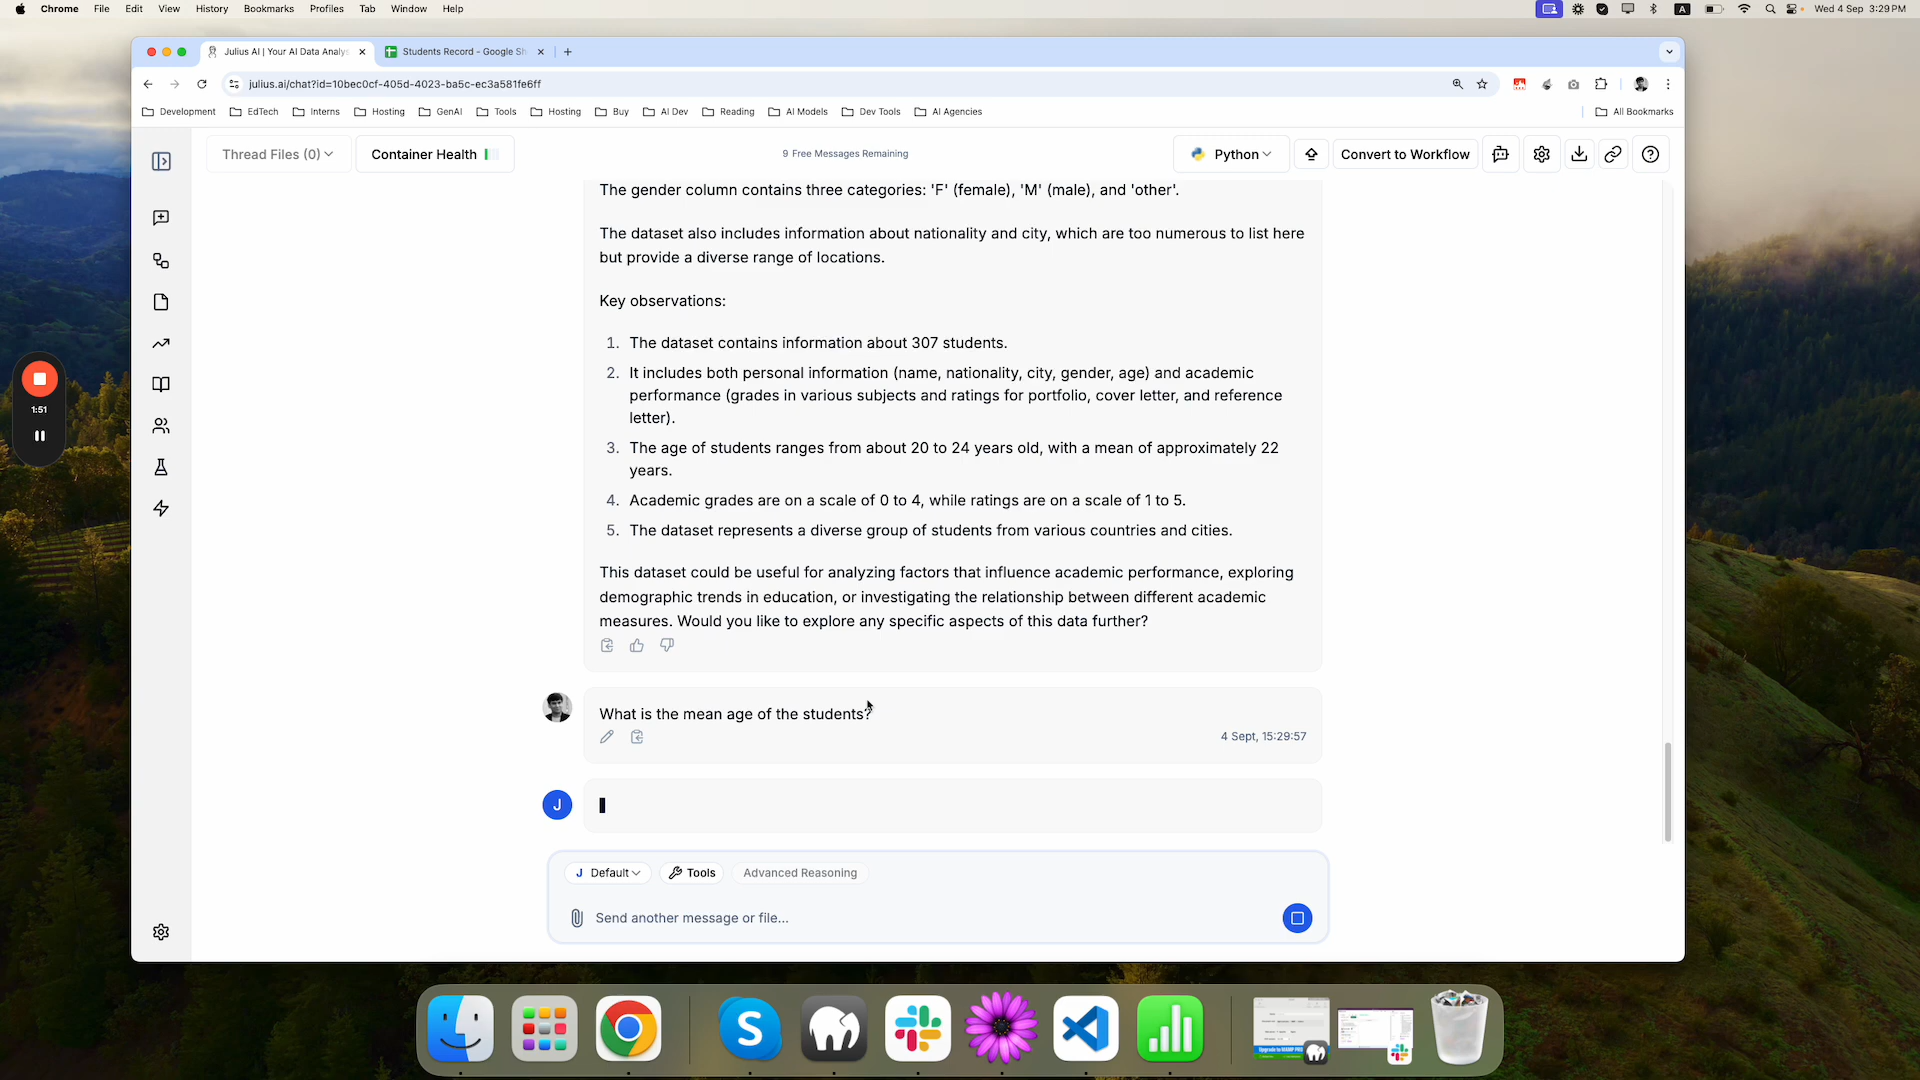 Chrome File Edit View History Bookmarks Profiles Tab Window Help
A
Wed 4 Sep 3:29 PM
Julius AI | Your AI Data Analys
Students Record - Google Sh
julius.ai/chat?id=10bec0cf-405d-4023-ba5c-ec3a581fe6ff
Development EdTech Interns Hosting GenAI Tools Hosting Buy AI Dev Reading AI Models Dev Tools AI Agencies All Bookmarks
Thread Files (0) Container Health 9 Free Messages Remaining Python Convert to Workflow
The gender column contains three categories: 'F' (female), 'M' (male), and 'other'.
The dataset also includes information about nationality and city, which are too numerous to list here
but provide a diverse range of locations.
Key observations:
1. The dataset contains information about 307 students.
2. It includes both personal information (name, nationality, city, gender, age) and academic
performance (grades in various subjects and ratings for portfolio, cover letter, and reference
letter).
3. The age of students ranges from about 20 to 24 years old, with a mean of approximately 22
years.
4. Academic grades are on a scale of 0 to 4, while ratings are on a scale of 1 to 5.
5. The dataset represents a diverse group of students from various countries and cities.
This dataset could be useful for analyzing factors that influence academic performance, exploring
demographic trends in education, or investigating the relationship between different academic
measures. Would you like to explore any specific aspects of this data further?
1:51
What is the mean age of the students?
4 Sept, 15:29:57
J
J Default Tools Advanced Reasoning
Send another message or file...
S
Upgrade to MAMP PRO